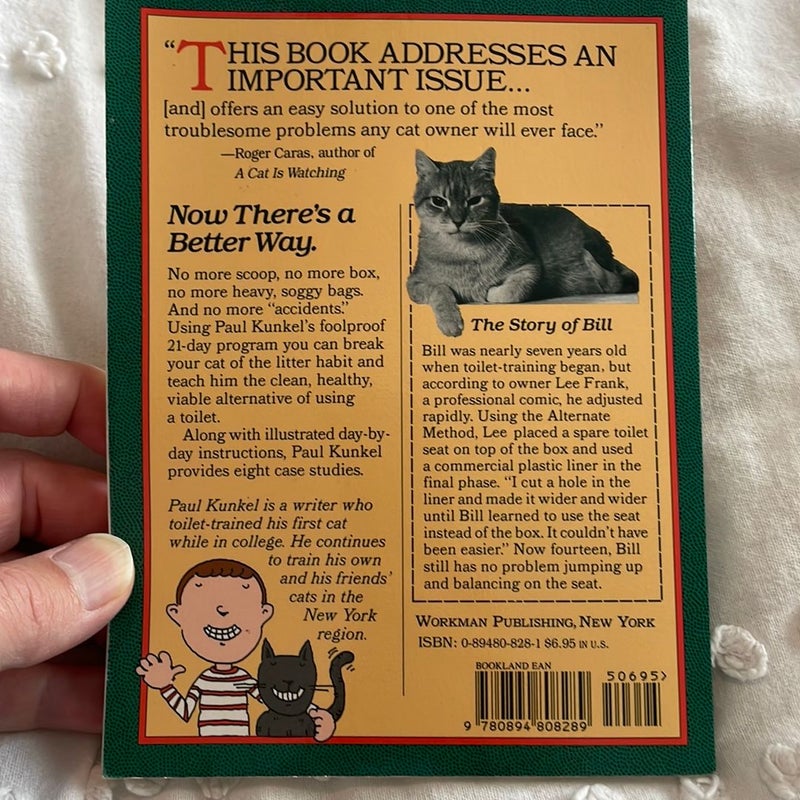 “THIS BOOK ADDRESSES AN
IMPORTANT ISSUE...
[and] offers an easy solution to one of the most
troublesome problems any cat owner will ever face.”
—Roger Caras, author of
A Cat Is Watching
Now There’s a
Better Way.
No more scoop, no more box,
no more heavy, soggy bags.
And no more “accidents.”
Using Paul Kunkel’s foolproof
21-day program you can break
your cat of the litter habit and
teach him the clean, healthy,
viable alternative of using
a toilet.
Along with illustrated day-by-
day instructions, Paul Kunkel
provides eight case studies.
Paul Kunkel is a writer who
toilet-trained his first cat
while in college. He continues
to train his own
and his friends’
cats in the
New York
region.
The Story of Bill
Bill was nearly seven years old
when toilet-training began, but
according to owner Lee Frank,
a professional comic, he adjusted
rapidly. Using the Alternate
Method, Lee placed a spare toilet
seat on top of the box and used
a commercial plastic liner in the
final phase. “I cut a hole in the
liner and made it wider and wider
until Bill learned to use the seat
instead of the box. It couldn’t have
been easier.” Now fourteen, Bill
still has no problem jumping up
and balancing on the seat.
WORKMAN PUBLISHING, NEW YORK
ISBN: 0-89480-828-1 $6.95 IN U.S.
BOOKLAND EAN
50695>
9 780894 808289